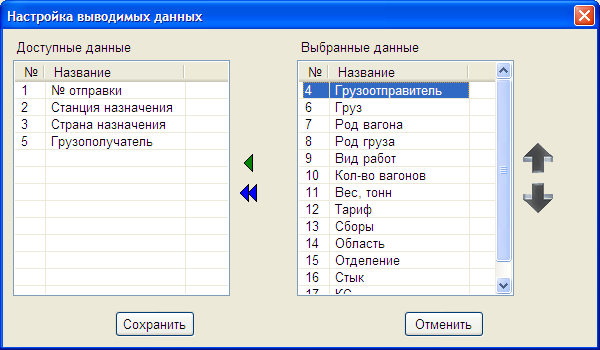 Настройка выводимых данных
Доступные данные
№ Название
1 № отправки
2 Станция назначения
3 Страна назначения
5 Грузополучатель
Выбранные данные
№ Название
4 Грузоотправитель
6 Груз
7 Род вагона
8 Род груза
9 Вид работ
10 Кол-во вагонов
11 Вес, тонн
12 Тариф
13 Сборы
14 Область
15 Отделение
16 Стык
17 КС
Сохранить
Отменить